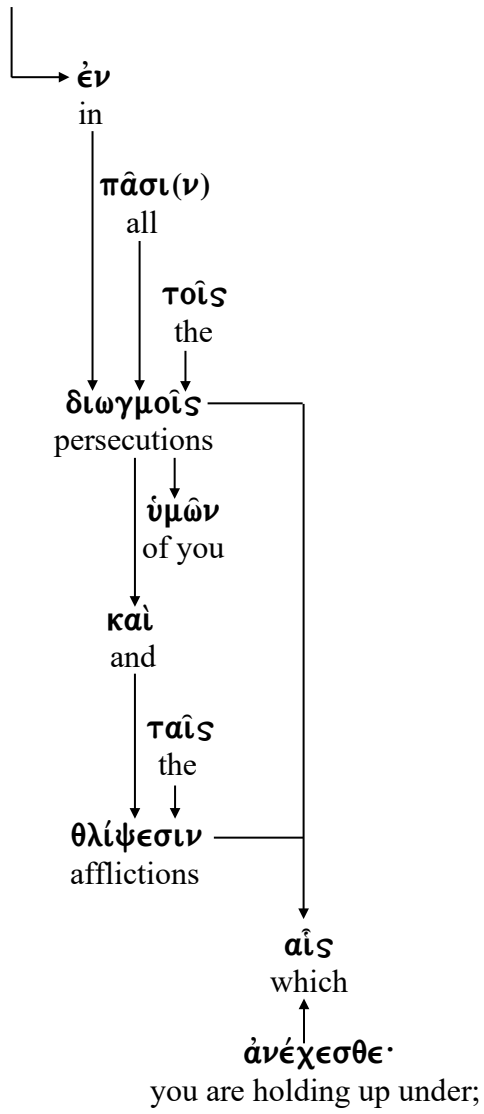 ἐν
in
πᾶσι(ν)
all
τοῖς
the
διωγμοῖς
persecutions
ὑμῶν
of you
καὶ
and
ταῖς
the
θλίψεσιν
afflictions
αἷς
which
ἀνέχεσθε·
you are holding up under;